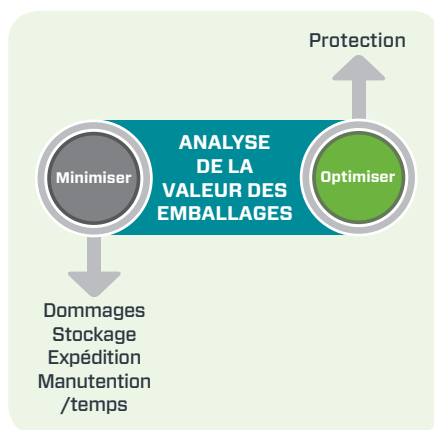 Protection
ANALYSE
DE LA
VALEUR DES
EMBALLAGES
Minimiser
Optimiser
Dommages
Stockage
Expédition
Manutention
/temps